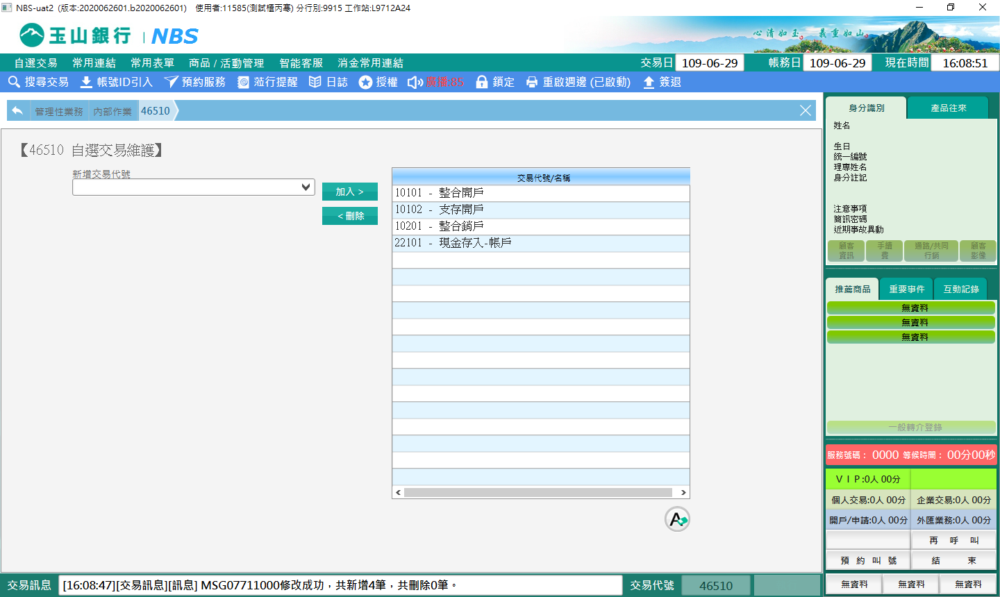 NBS-uat2 (版本:2020062601.b2020062601) 使用者:11585(測試櫃丙寒) 分行別:9915 工作站:L9712A24
玉山銀行 NBS
心清如玉。義重如山。
自選交易 常用連結 常用表單 商品 / 活動管理 智能客服 消金常用連結 交易日 109-06-29 帳務日 109-06-29 現在時間 16:08:51
搜尋交易 帳號ID引入 預約服務 蒞行提醒 日誌 授權 廣播:85 鎖定 重啟週邊 (已啟動) 簽退
管理性業務 內部作業 46510
【46510 自選交易維護】
新增交易代號
加入 >
< 刪除
交易代號/名稱
10101 - 整合開戶
10102 - 支存開戶
10201 - 整合銷戶
22101 - 現金存入-帳戶
A
身分識別 產品往來
姓名
生日
統一編號
理專姓名
身分註記
注意事項
簡訊密碼
近期事故異動
顧客資訊 手續費 通路/共同行銷 顧客影像
推薦商品 重要事件 互動記錄
無資料
無資料
無資料
一般轉介登錄
服務號碼： 0000 等候時間： 00分00秒
ＶＩＰ:0人 00分
個人交易:0人 00分 企業交易:0人 00分
開戶/申請:0人 00分 外匯業務:0人 00分
再 呼 叫
預 約 叫 號 結 束
無資料 無資料 無資料
交易訊息 [16:08:47][交易訊息][訊息] MSG07711000修改成功，共新增4筆，共刪除0筆。 交易代號 46510